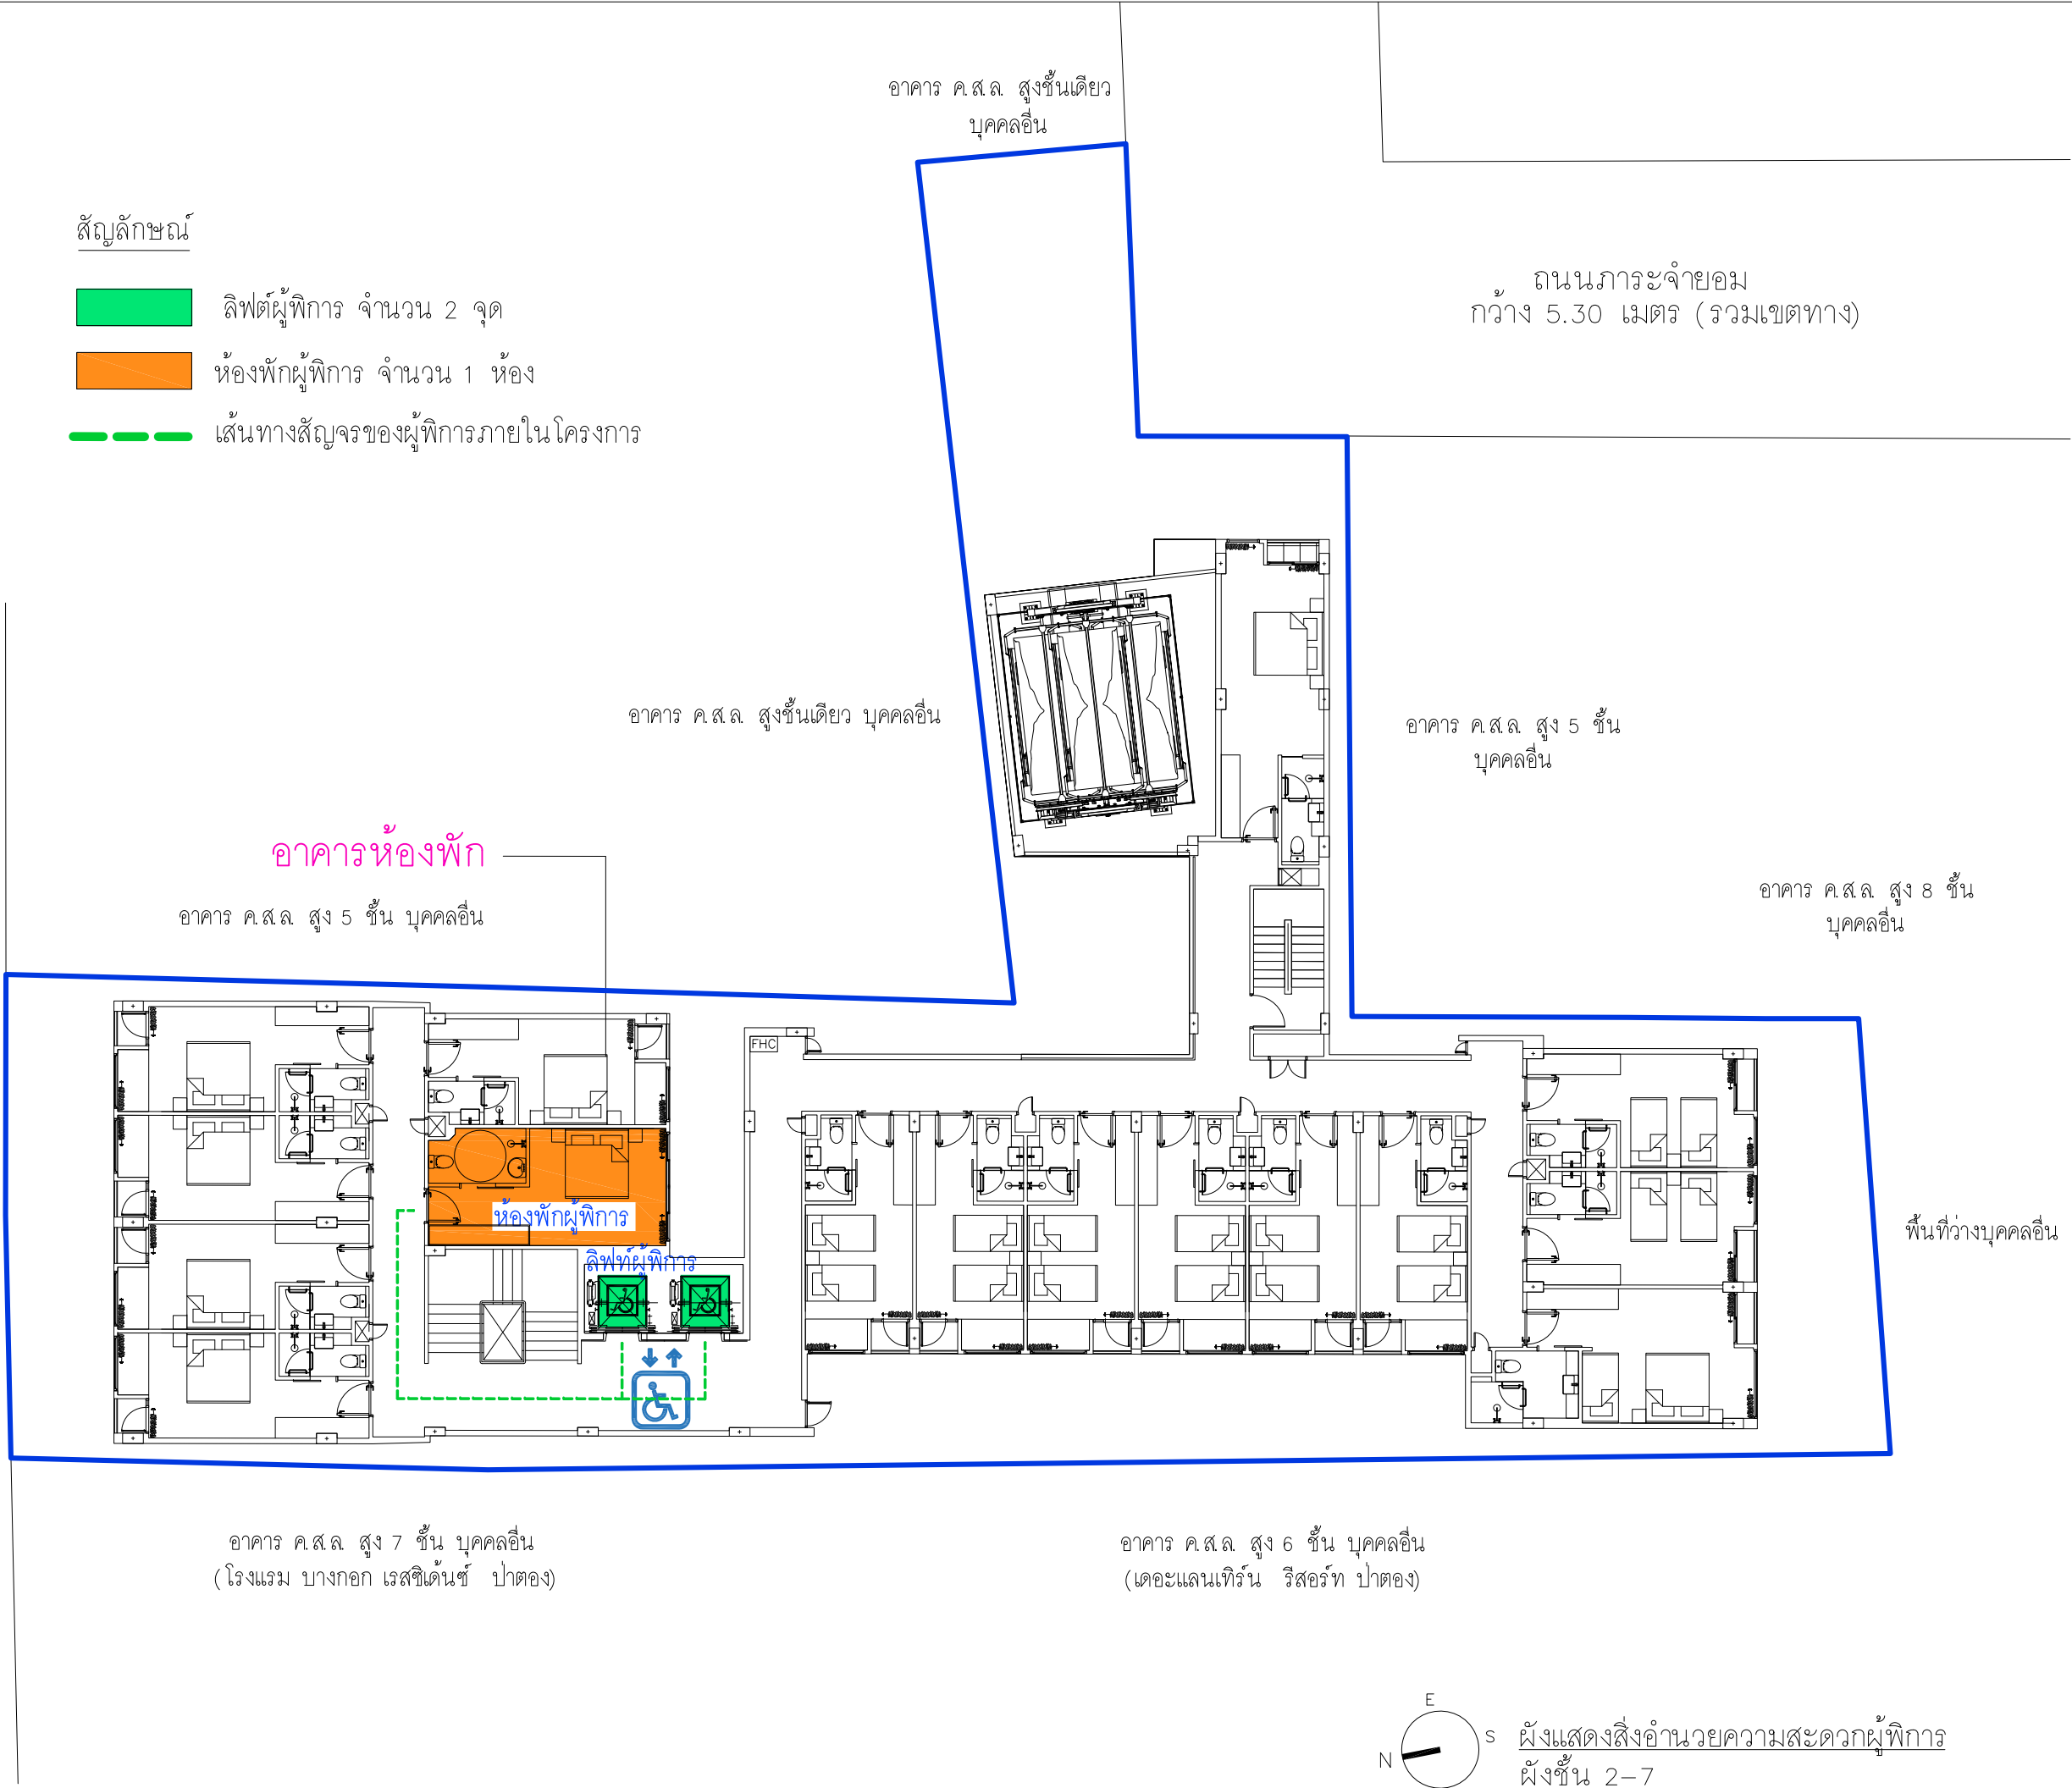 อาคาร ค.ส.ล. สูงชั้นเดียว
บุคคลอื่น
สัญลักษณ์
ลิฟต์ผู้พิการ จำนวน 2 จุด
ห้องพักผู้พิการ จำนวน 1 ห้อง
เส้นทางสัญจรของผู้พิการภายในโครงการ
ถนนภาระจำยอม
กว้าง 5.30 เมตร (รวมเขตทาง)
อาคาร ค.ส.ล. สูงชั้นเดียว บุคคลอื่น
อาคาร ค.ส.ล. สูง 5 ชั้น
บุคคลอื่น
อาคารห้องพัก
อาคาร ค.ส.ล. สูง 5 ชั้น บุคคลอื่น
อาคาร ค.ส.ล. สูง 8 ชั้น
บุคคลอื่น
FHC
ห้องพักผู้พิการ
ลิฟท์ผู้พิการ
พื้นที่ว่างบุคคลอื่น
อาคาร ค.ส.ล. สูง 7 ชั้น บุคคลอื่น
(โรงแรม บางกอก เรสซิเด้นซ์ ป่าตอง)
อาคาร ค.ส.ล. สูง 6 ชั้น บุคคลอื่น
(เดอะแลนเทิร์น รีสอร์ท ป่าตอง)
E
S
N
ผังแสดงสิ่งอำนวยความสะดวกผู้พิการ
ผังชั้น 2-7